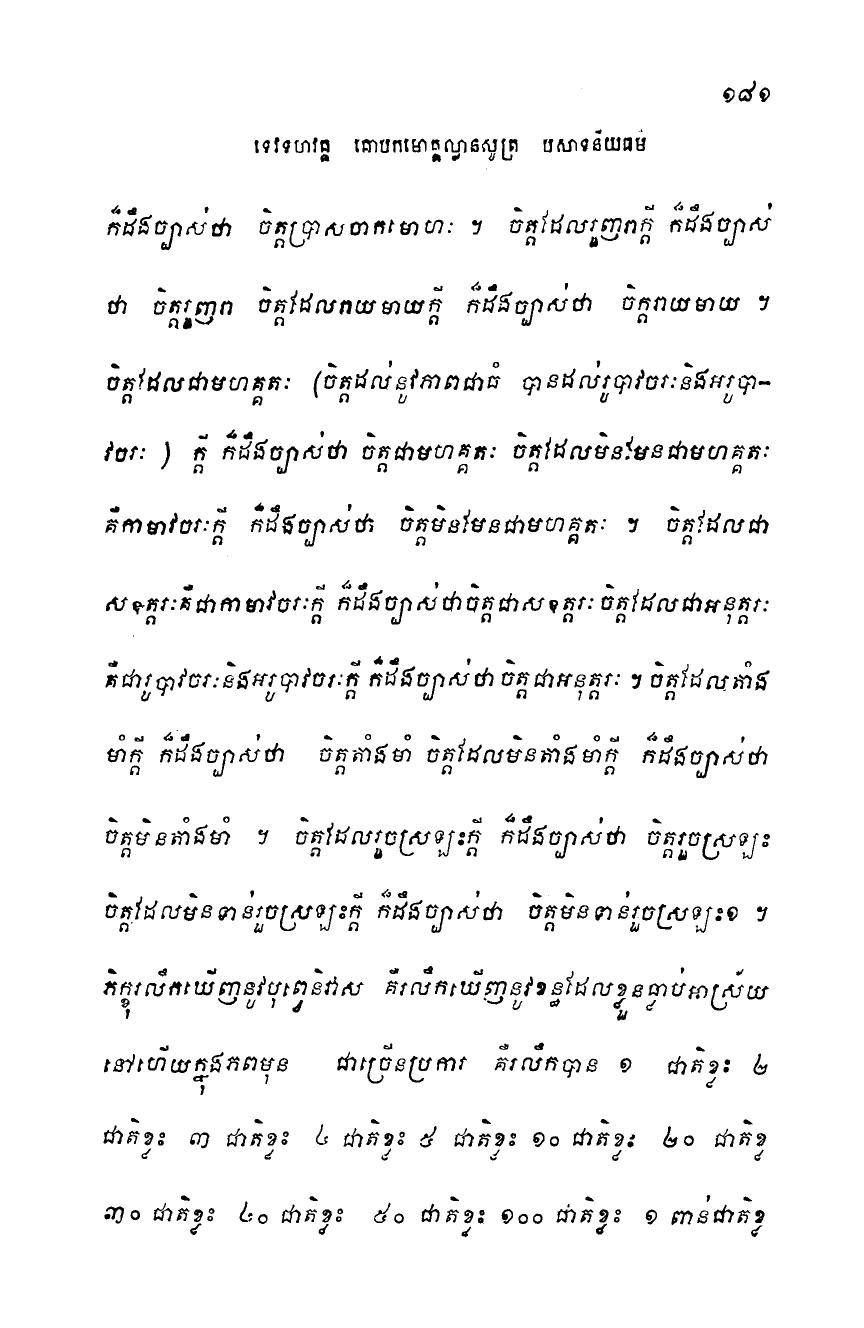 ១៨១
ទេវទហវគ្គ គោបកមោគ្គល្លានសូត្រ បសាទនីយធម៌
ក៏ដឹងច្បាស់ថា ចិត្តប្រាសចាកមោហៈ ។ ចិត្តដែលរួញរាក្តី ក៏ដឹងច្បាស់
ថា ចិត្តរួញរា ចិត្តដែលរាយមាយក្តី ក៏ដឹងច្បាស់ថា ចិត្តរាយមាយ ។
ចិត្តដែលជាមហគ្គតៈ (ចិត្តដល់នូវភាពជាធំ បានដល់រូបាវចរៈនិងអរូបា-
វចរៈ ) ក្តី ក៏ដឹងច្បាស់ថា ចិត្តជាមហគ្គតៈ ចិត្តដែលមិនមែនជាមហគ្គតៈ
គឺកាមាវចរៈក្តី ក៏ដឹងច្បាស់ថា ចិត្តមិនមែនជាមហគ្គតៈ ។ ចិត្តដែលជា
សឧត្តរៈគឺជាកាមាវចរៈក្តី ក៏ដឹងច្បាស់ថាចិត្តជាសឧត្តរៈ ចិត្តដែលជាអនុត្តរៈ
គឺជារូបាវចរៈនិងអរូបាវចរៈក្តី ក៏ដឹងច្បាស់ថា ចិត្តជាអនុត្តរៈ ។ ចិត្តដែលតាំង
មាំក្តី ក៏ដឹងច្បាស់ថា ចិត្តតាំងមាំ ចិត្តដែលមិនតាំងមាំក្តី ក៏ដឹងច្បាស់ថា
ចិត្តមិនតាំងមាំ ។ ចិត្តដែលរួចស្រឡះក្តី ក៏ដឹងច្បាស់ថា ចិត្តរួចស្រឡះ
ចិត្តដែលមិនទាន់រួចស្រឡះក្តី ក៏ដឹងច្បាស់ថា ចិត្តមិនទាន់រួចស្រឡះ១ ។
ភិក្ខុរលឹកឃើញនូវបុព្វេនិវាស គឺរលឹកឃើញនូវខន្ធដែលខ្លួនធ្លាប់អាស្រ័យ
នៅហើយក្នុងភពមុន ជាច្រើនប្រការ គឺរលឹកបាន ១ ជាតិខ្លះ ២
ជាតិខ្លះ ៣ ជាតិខ្លះ ៤ ជាតិខ្លះ ៥ ជាតិខ្លះ ១០ ជាតិខ្លះ ២០ ជាតិខ្លះ
៣០ ជាតិខ្លះ ៤០ ជាតិខ្លះ ៥០ ជាតិខ្លះ ១០០ ជាតិខ្លះ ១ ពាន់ជាតិខ្លះ